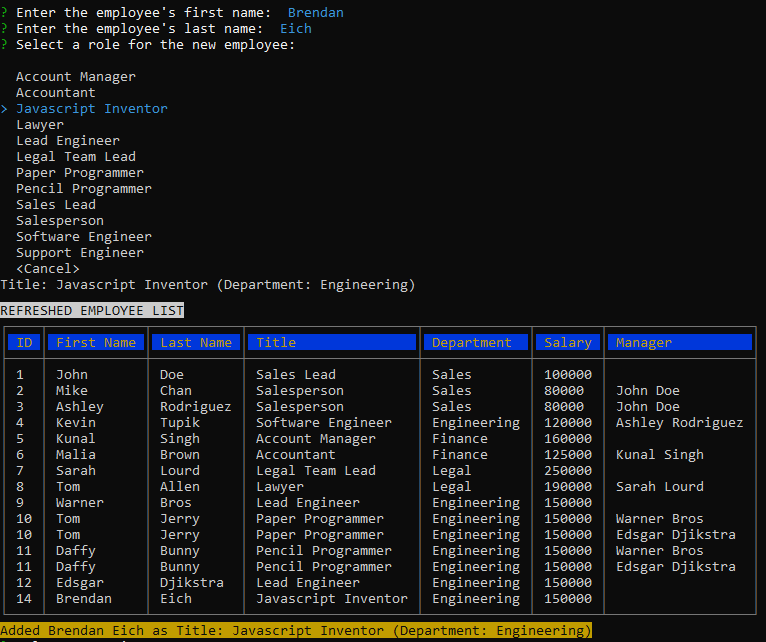 ? Enter the employee's first name:  Brendan
? Enter the employee's last name:  Eich
? Select a role for the new employee:
Account Manager
Accountant
> Javascript Inventor
Lawyer
Lead Engineer
Legal Team Lead
Paper Programmer
Pencil Programmer
Sales Lead
Salesperson
Software Engineer
Support Engineer
<Cancel>
Title: Javascript Inventor (Department: Engineering)
REFRESHED EMPLOYEE LIST
ID First Name Last Name Title Department Salary Manager
1 John Doe Sales Lead Sales 100000
2 Mike Chan Salesperson Sales 80000 John Doe
3 Ashley Rodriguez Salesperson Sales 80000 John Doe
4 Kevin Tupik Software Engineer Engineering 120000 Ashley Rodriguez
5 Kunal Singh Account Manager Finance 160000
6 Malia Brown Accountant Finance 125000 Kunal Singh
7 Sarah Lourd Legal Team Lead Legal 250000
8 Tom Allen Lawyer Legal 190000 Sarah Lourd
9 Warner Bros Lead Engineer Engineering 150000
10 Tom Jerry Paper Programmer Engineering 150000 Warner Bros
10 Tom Jerry Paper Programmer Engineering 150000 Edsgar Djikstra
11 Daffy Bunny Pencil Programmer Engineering 150000 Warner Bros
11 Daffy Bunny Pencil Programmer Engineering 150000 Edsgar Djikstra
12 Edsgar Djikstra Lead Engineer Engineering 150000
14 Brendan Eich Javascript Inventor Engineering 150000
Added Brendan Eich as Title: Javascript Inventor (Department: Engineering)